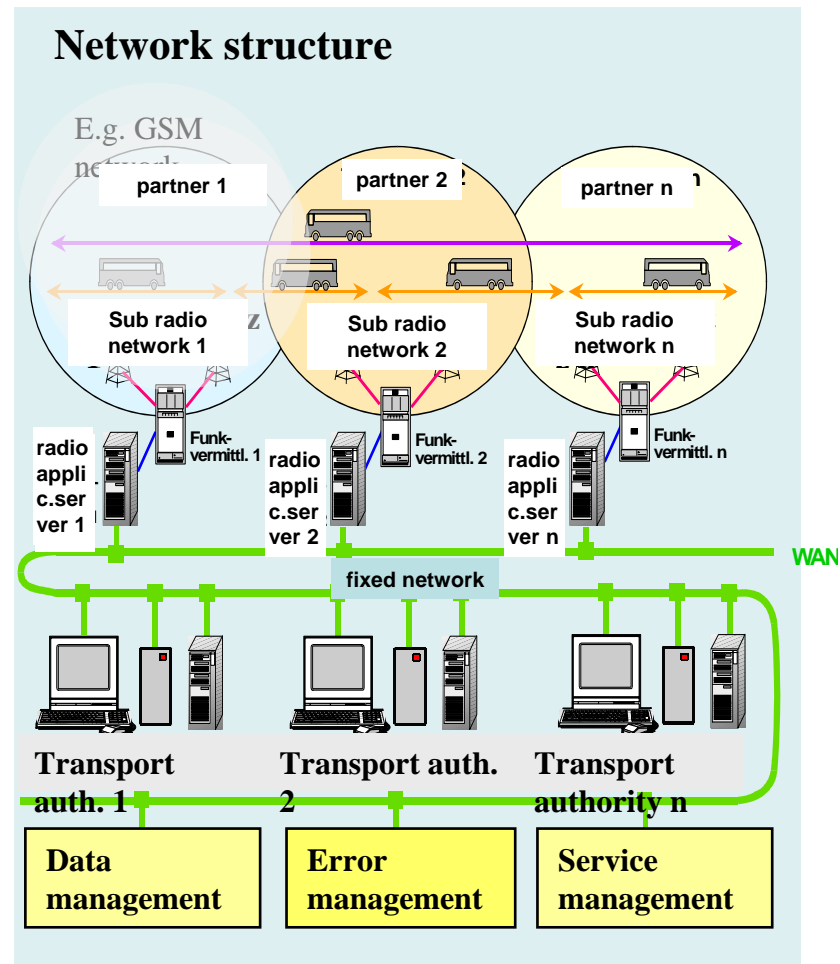 Network structure
E.g. GSM
network
partner 1
partner 2
partner n
Sub radio
network 1
Sub radio
network 2
Sub radio
network n
Funk-
vermittl. 1
Funk-
vermittl. 2
Funk-
vermittl. n
radio
appli
c.ser
ver 1
radio
appli
c.ser
ver 2
radio
appli
c.ser
ver n
WAN
fixed network
Transport
auth. 1
Transport auth.
2
Transport
authority n
Data
management
Error
management
Service
management